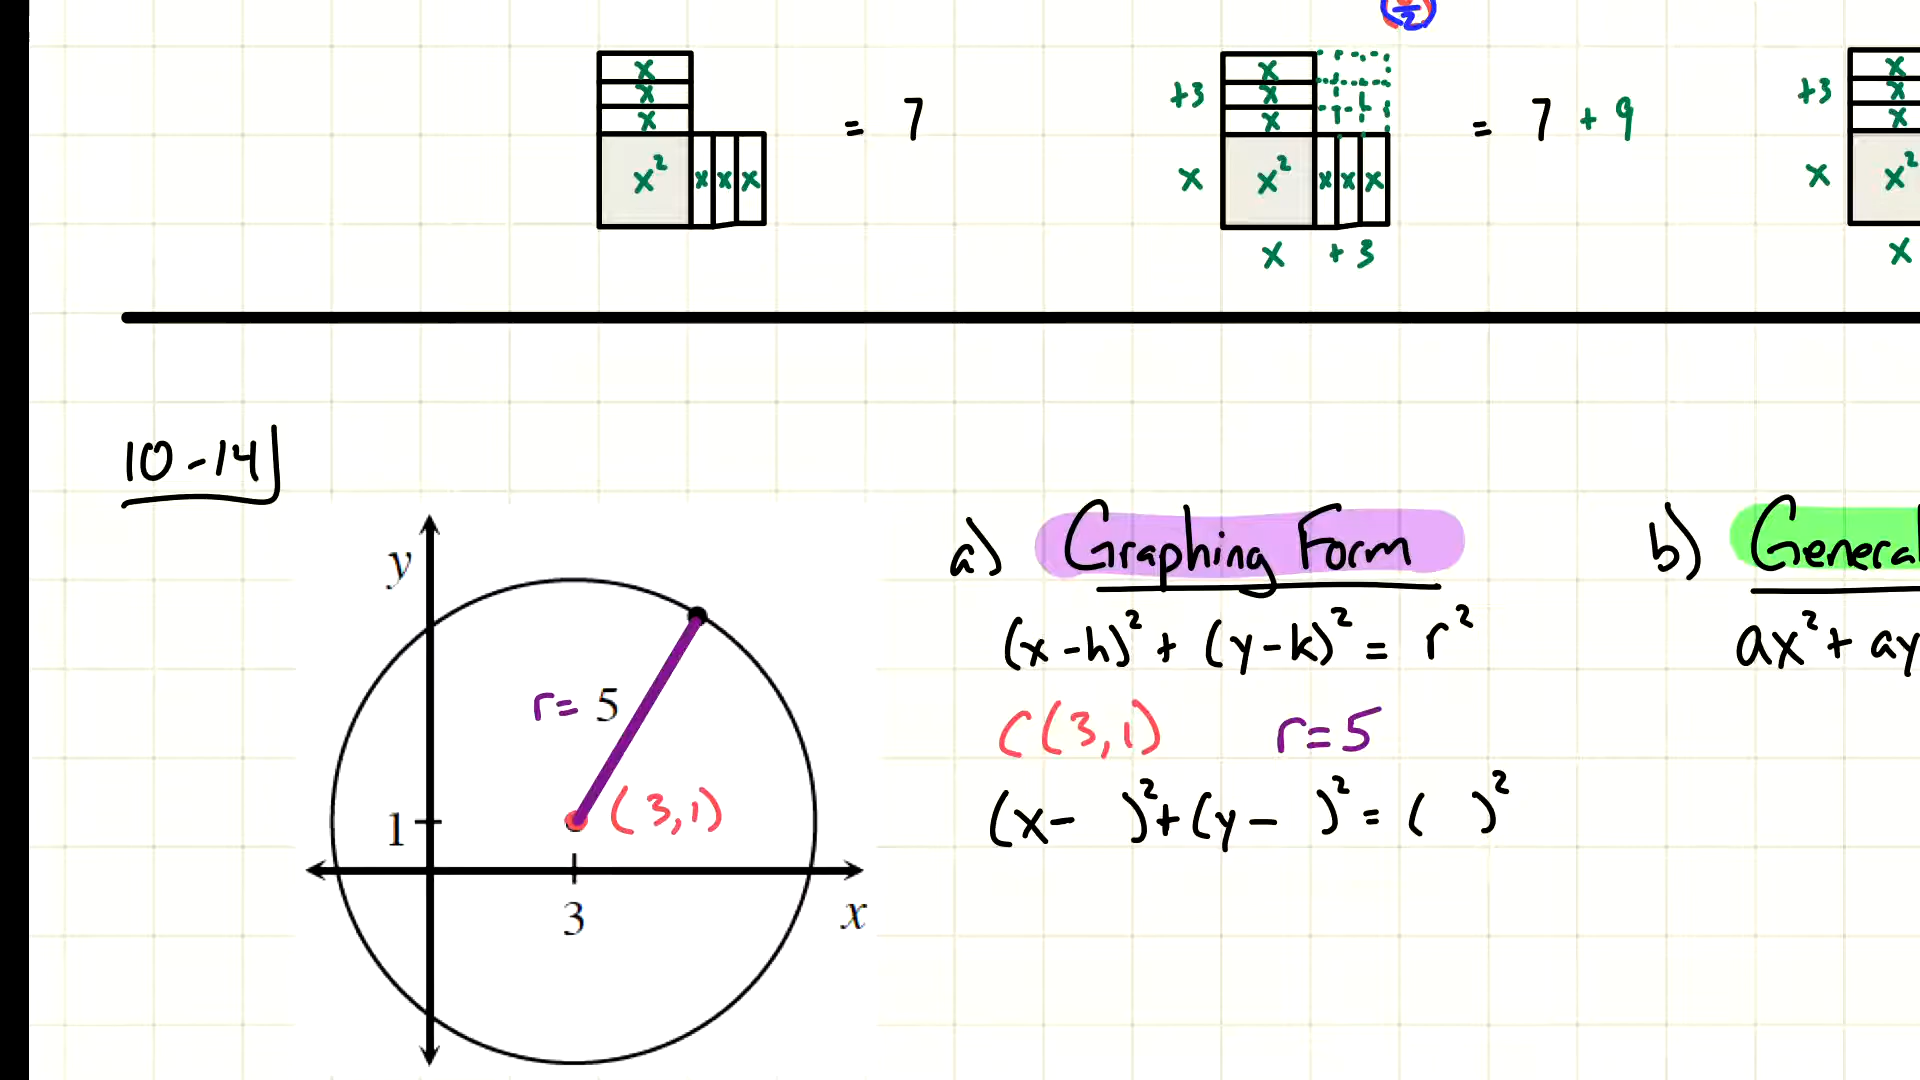 2
x
x
x
x² x x x
= 7
+3
x
x
x
x
x² x x x
x + 3
= 7 + 9
+3
x
x
x
x
x²
x
10-14
y
r= 5
(3,1)
1
3
x
a) Graphing Form
(x-h)² + (y-k)² = r²
C(3,1) r=5
(x- )²+(y- )² = ( )²
b) General
ax² + ay